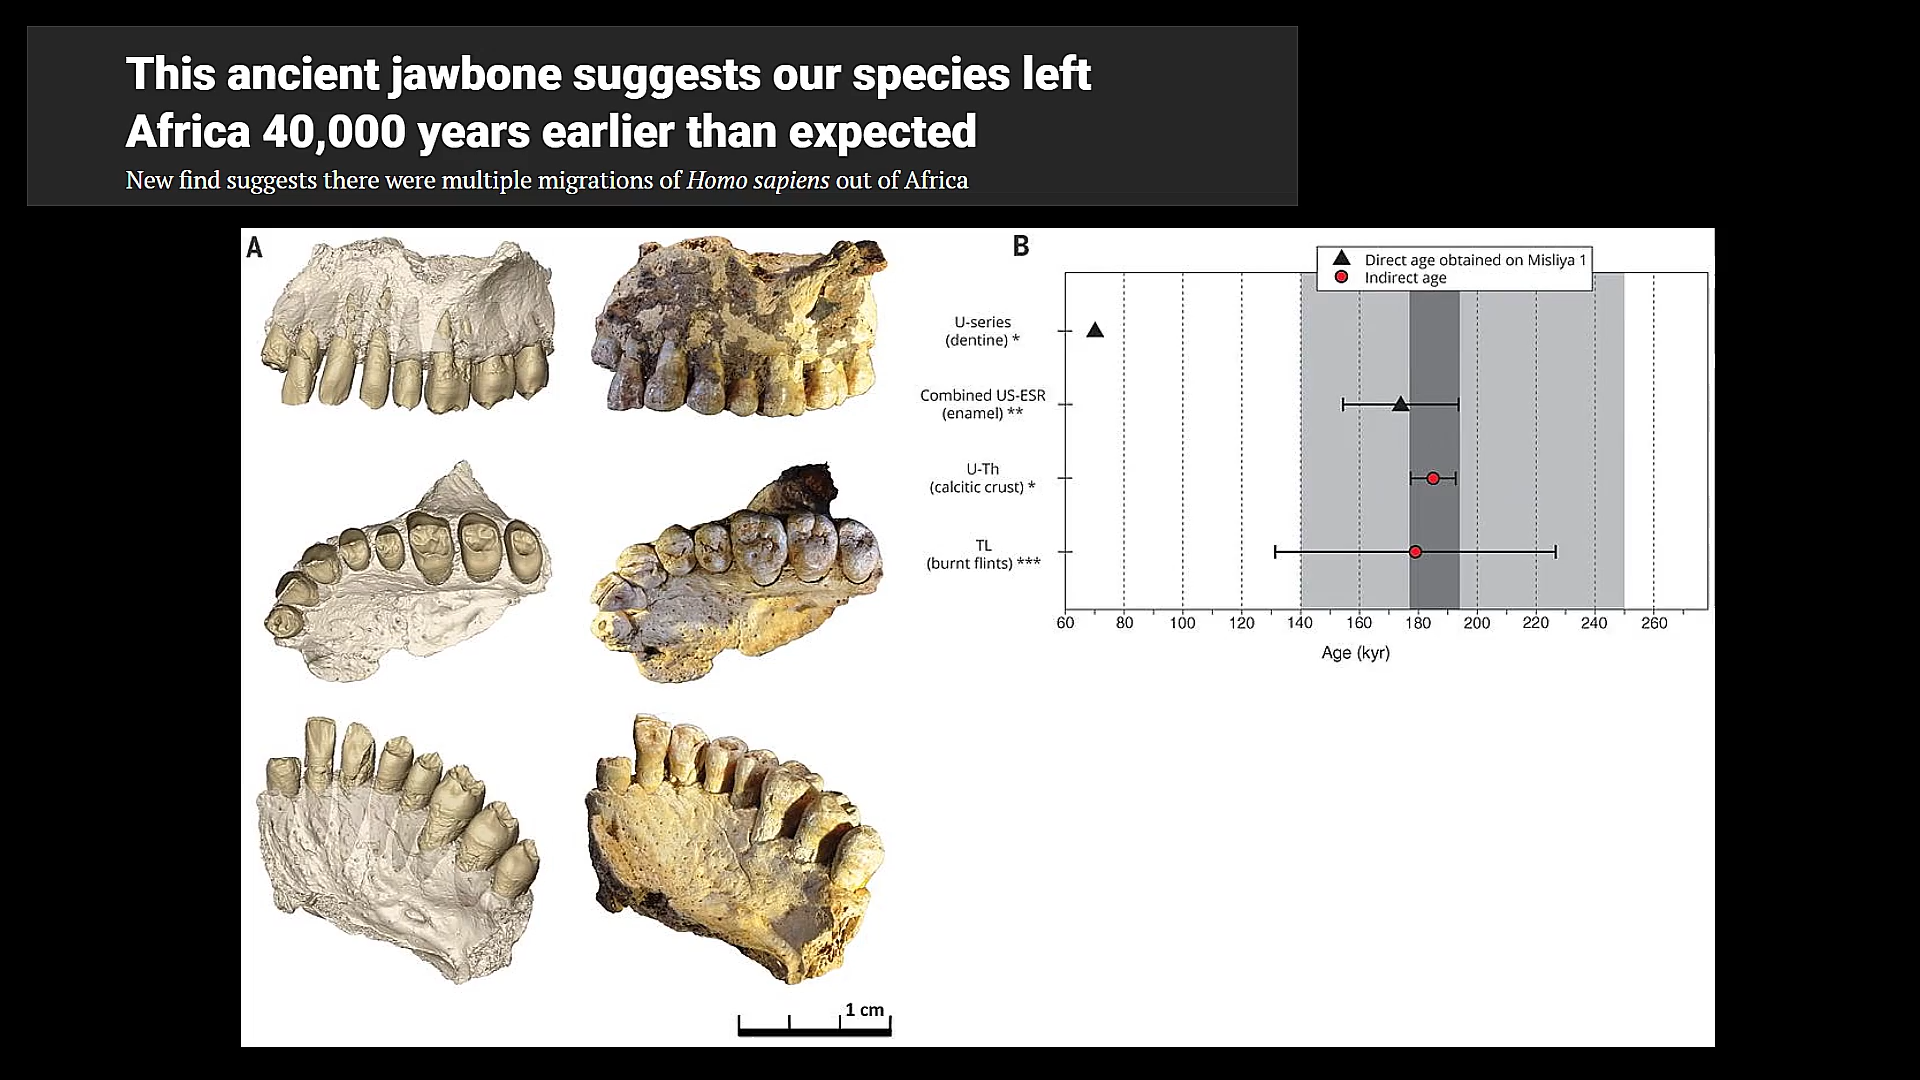 This ancient jawbone suggests our species left
Africa 40,000 years earlier than expected
New find suggests there were multiple migrations of Homo sapiens out of Africa
A
B
Direct age obtained on Misliya 1
Indirect age
U-series
(dentine) *
Combined US-ESR
(enamel) **
U-Th
(calcitic crust) *
TL
(burnt flints) ***
60 80 100 120 140 160 180 200 220 240 260
Age (kyr)
1 cm